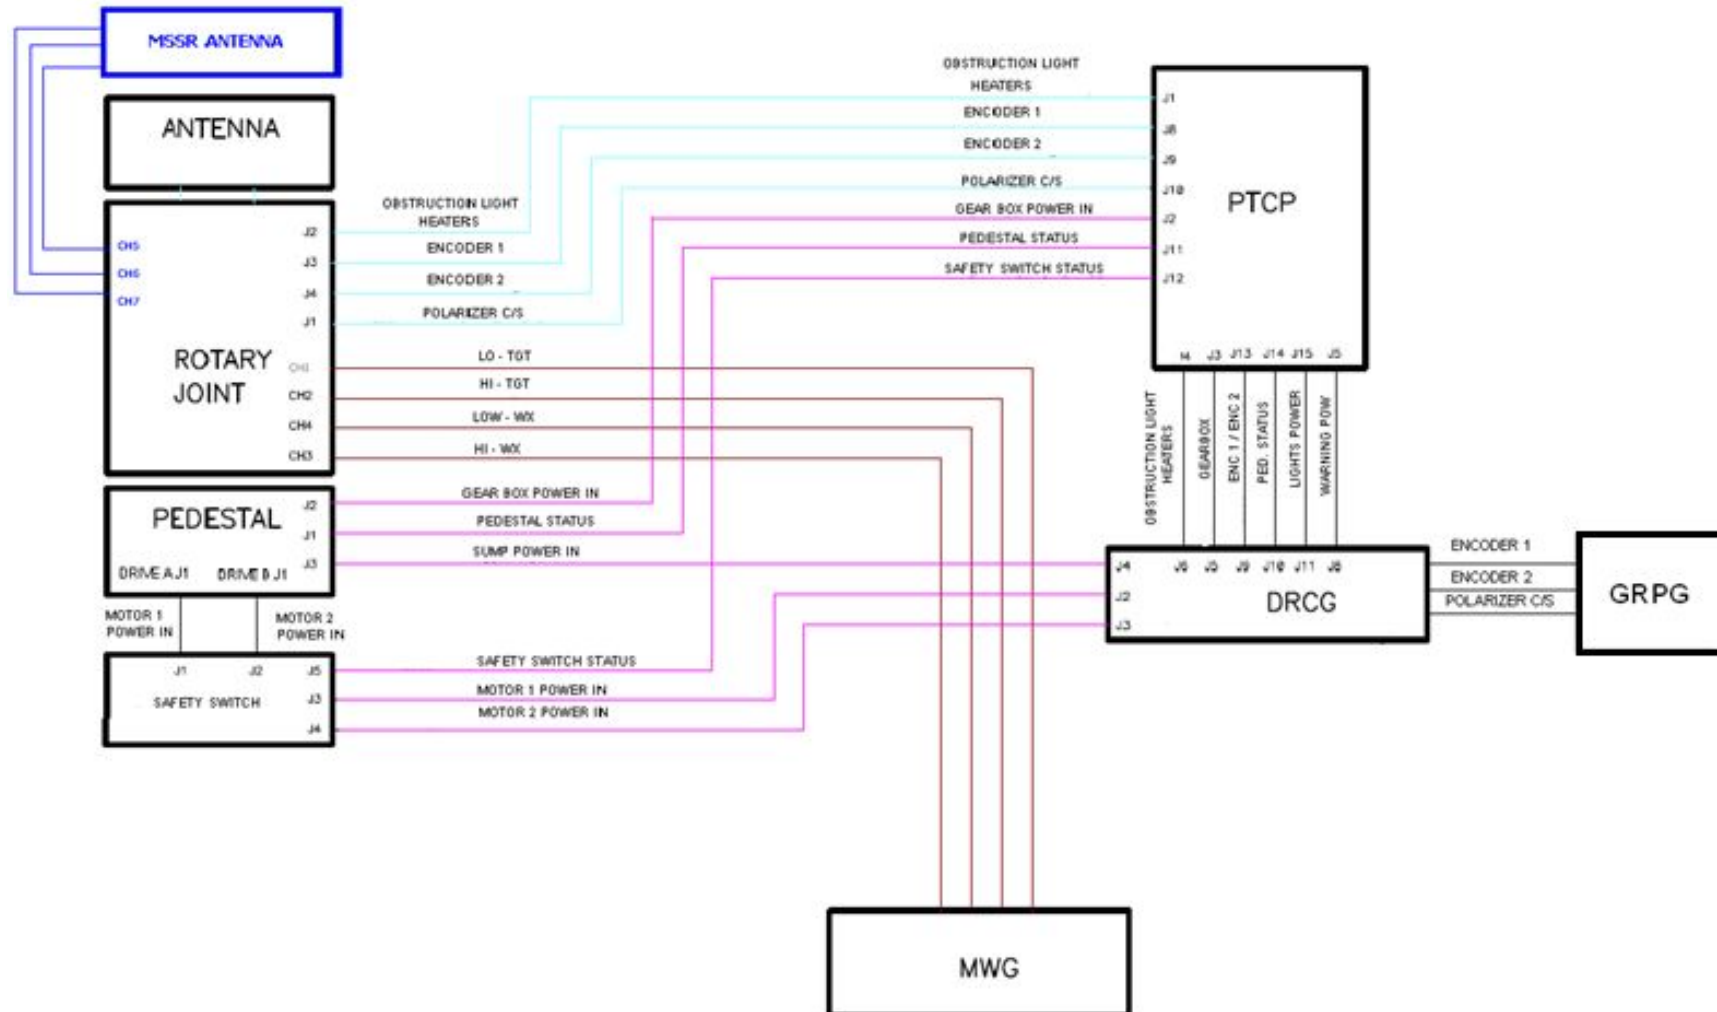 MSSR ANTENNA
ANTENNA
CH5
CH6
CH7
ROTARY
JOINT
J2
J3
J4
J1
CH1
CH2
CH4
CH3
OBSTRUCTION LIGHT
HEATERS
ENCODER 1
ENCODER 2
POLARIZER C/S
LO - TGT
HI - TGT
LOW - WX
HI - WX
PEDESTAL
J2
J1
J3
DRIVE A J1
DRIVE B J1
GEAR BOX POWER IN
PEDESTAL STATUS
SUMP POWER IN
MOTOR 1
POWER IN
MOTOR 2
POWER IN
J1
J2
J5
J3
J4
SAFETY SWITCH
SAFETY SWITCH STATUS
MOTOR 1 POWER IN
MOTOR 2 POWER IN
OBSTRUCTION LIGHT
HEATERS
ENCODER 1
ENCODER 2
POLARIZER C/S
GEAR BOX POWER IN
PEDESTAL STATUS
SAFETY SWITCH STATUS
J1
J8
J9
J10
J2
J11
J12
PTCP
J3
J13
J14
J15
J5
OBSTRUCTION LIGHT
HEATERS
GEARBOX
ENC 1 / ENC 2
PED. STATUS
LIGHTS POWER
WARNING POW
J4
J2
J3
J6
J5
J9
J10
J11
J8
DRCG
ENCODER 1
ENCODER 2
POLARIZER C/S
GRPG
MWG